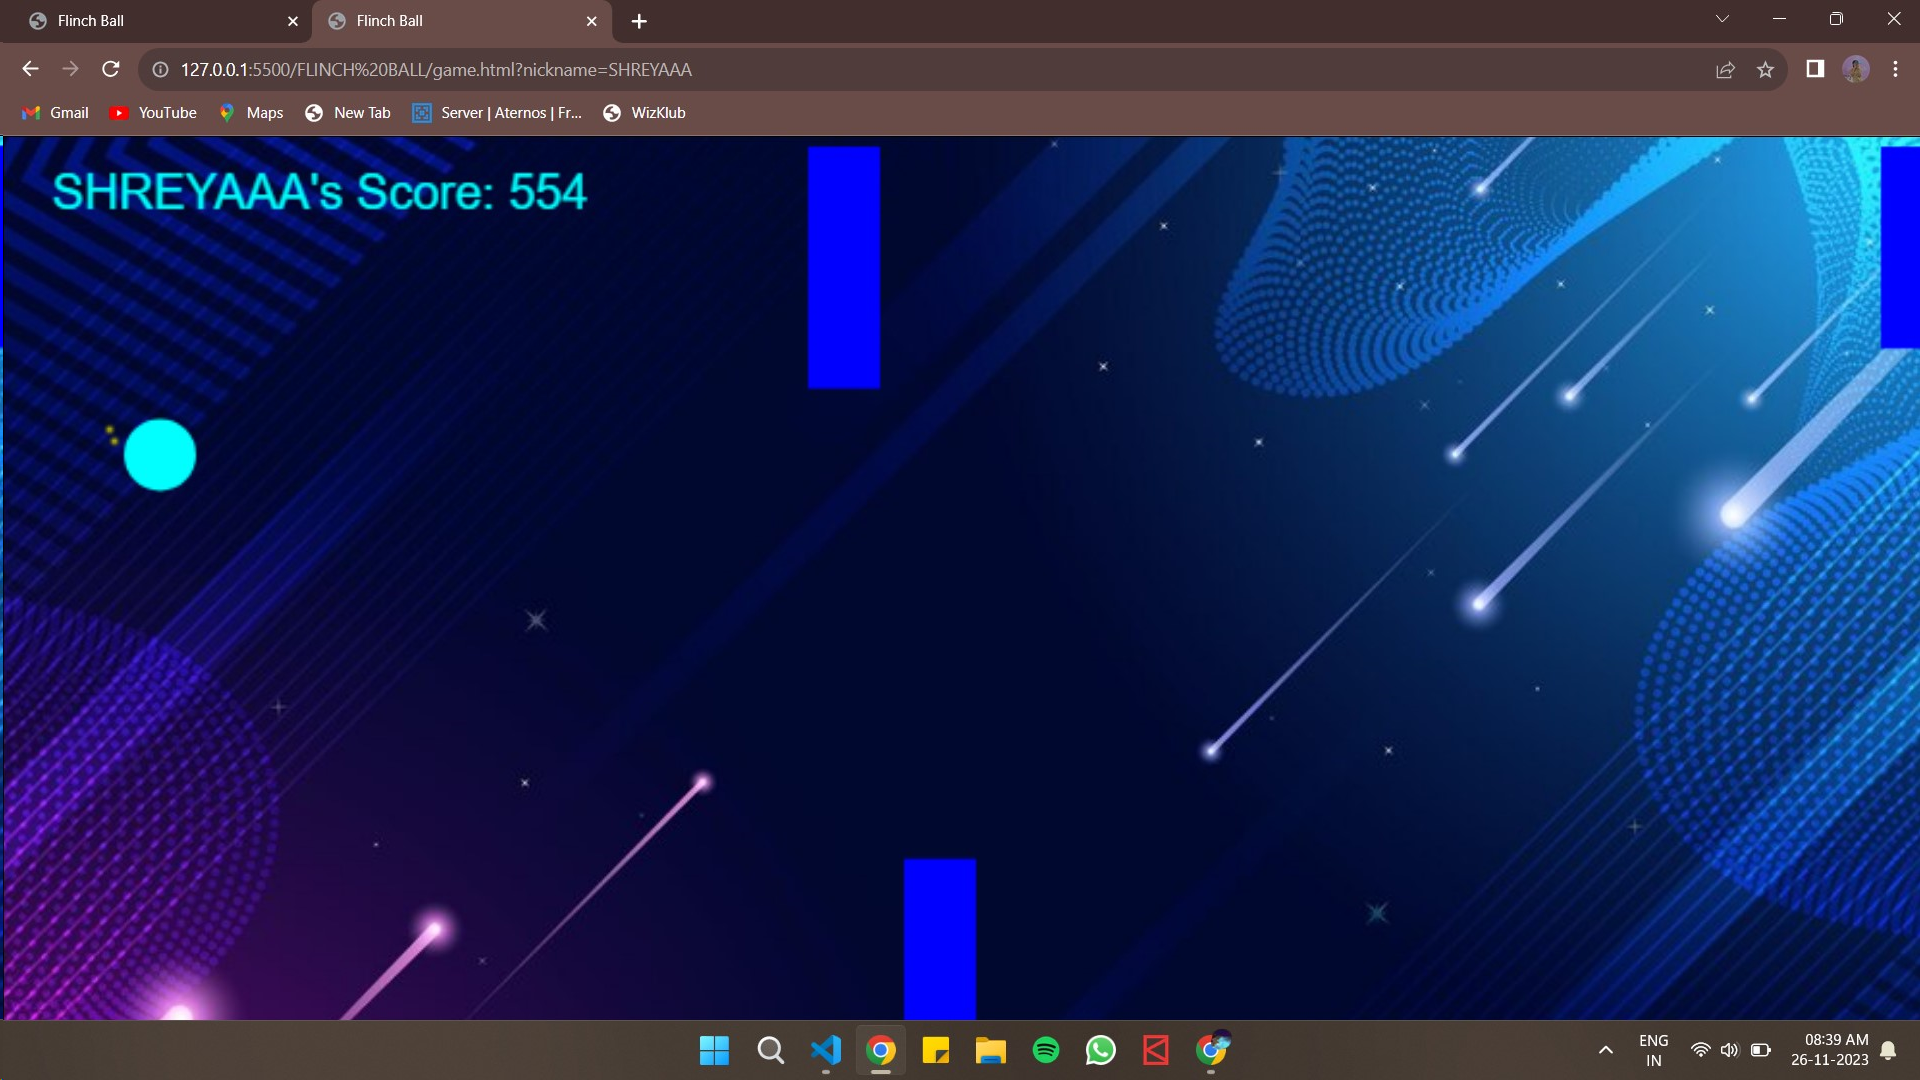 Flinch Ball
Flinch Ball
127.0.0.1:5500/FLINCH%20BALL/game.html?nickname=SHREYAAA
Gmail
YouTube
Maps
New Tab
Server | Aternos | Fr...
WizKlub
SHREYAAA's Score: 554
ENG
IN
08:39 AM
26-11-2023